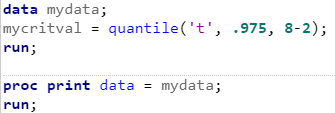 data mydata;
mycritval = quantile('t', .975, 8-2);
run;
proc print data = mydata;
run;